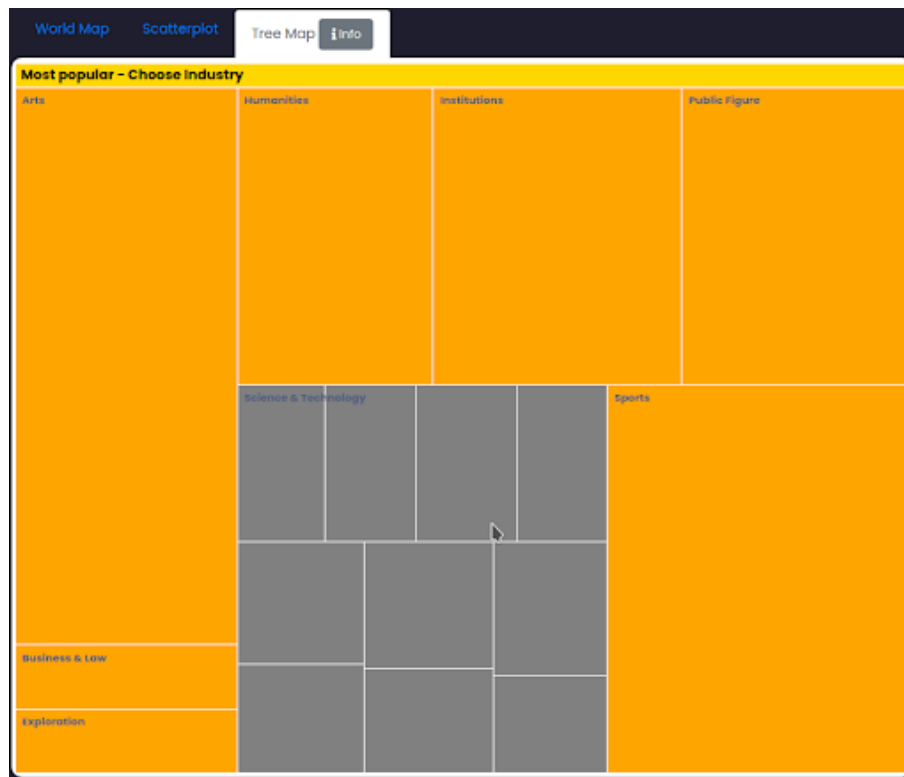 World Map Scatterplot Tree Map i Info
Most popular - Choose Industry
Arts Humanities Institutions Public Figure
Science & Technology Sports
Business & Law
Exploration